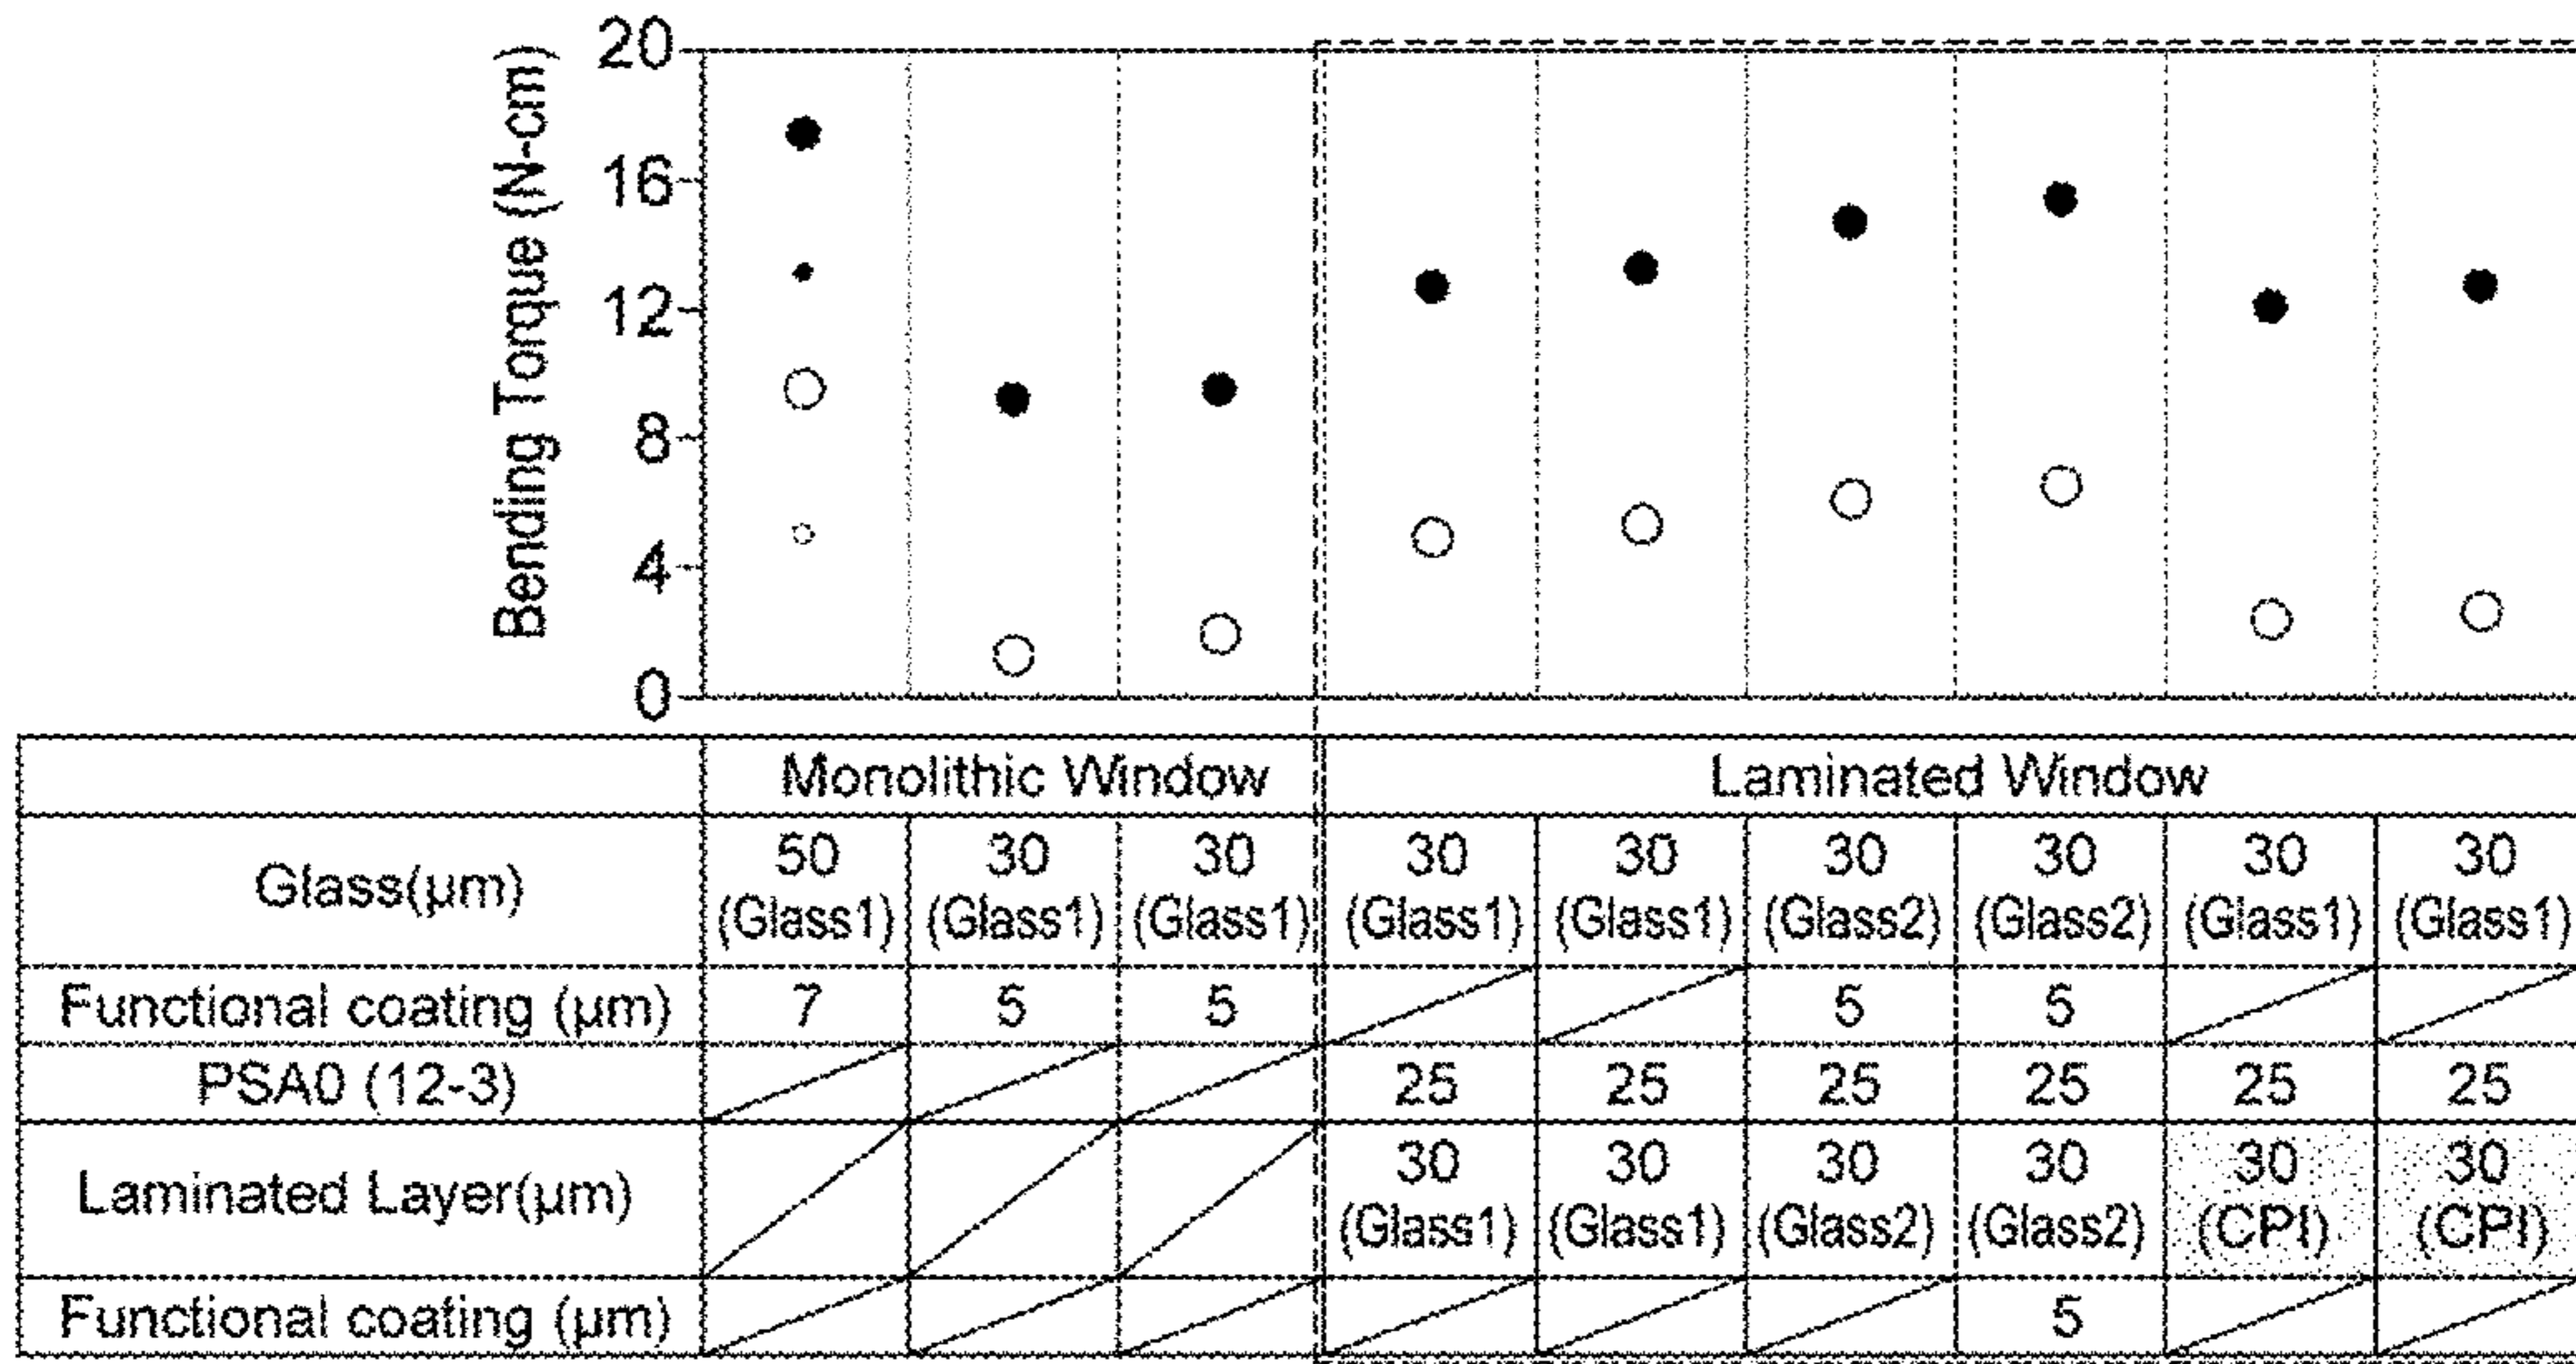 Bending Torque (N-cm)
20
16
12
8
4
0
Monolithic Window Laminated Window
Glass(μm) 50 30 30 30 30 30 30 30 30
(Glass1) (Glass1) (Glass1) (Glass1) (Glass1) (Glass2) (Glass2) (Glass1) (Glass1)
Functional coating (μm) 7 5 5 5 5
PSA0 (12-3) 25 25 25 25 25 25
Laminated Layer(μm) 30 30 30 30 30 30
(Glass1) (Glass1) (Glass2) (Glass2) (CPI) (CPI)
Functional coating (μm) 5